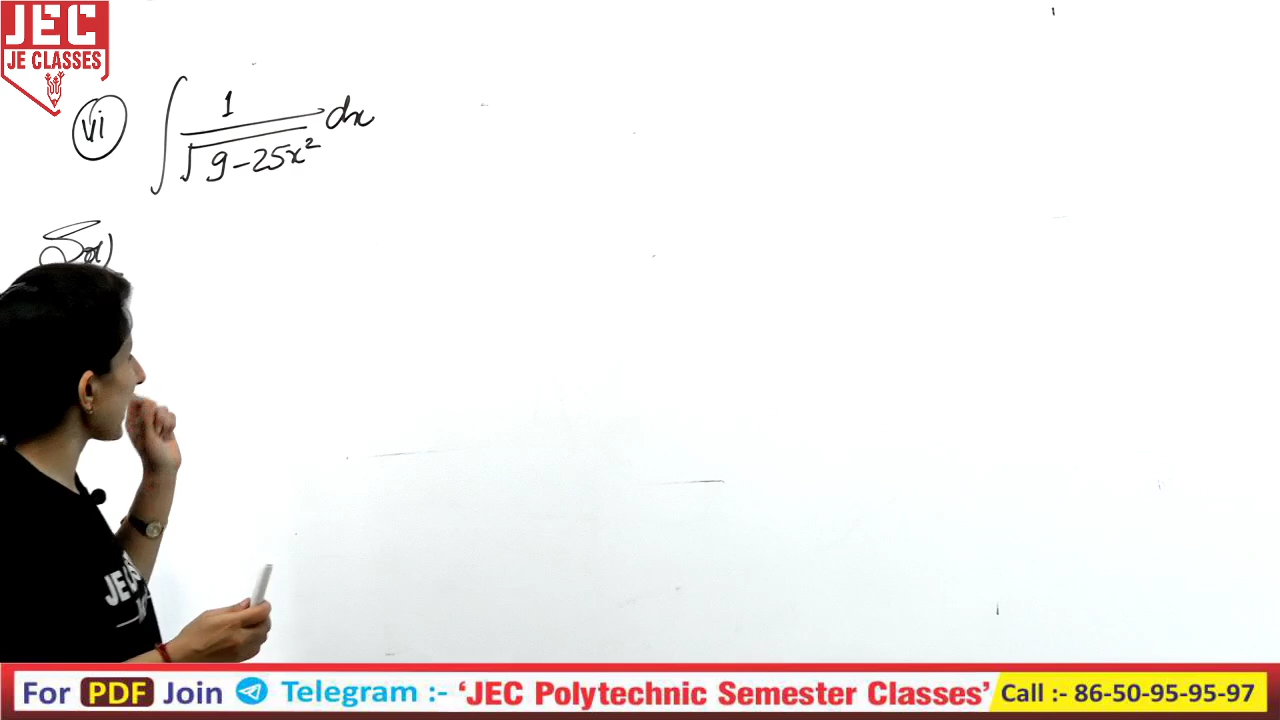 JEC
JE CLASSES
vi ∫ 1/√(9-25x²) dx
Sol
JEC
For PDF Join Telegram :- 'JEC Polytechnic Semester Classes' Call :- 86-50-95-95-97